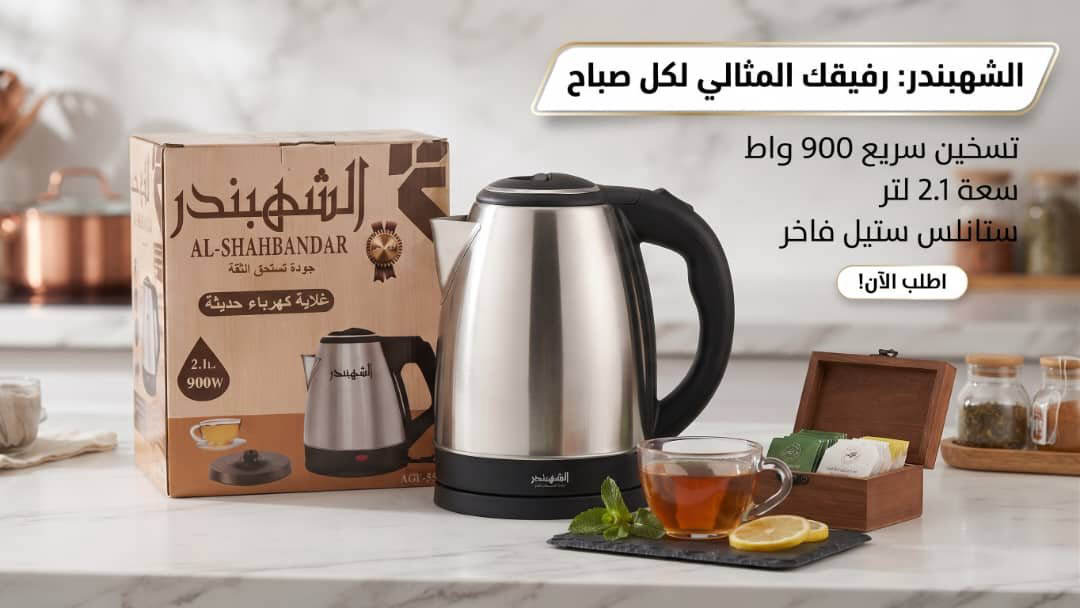 الشهبندر: رفيقك المثالي لكل صباح
تسخين سريع 900 واط
سعة 2.1 لتر
ستانلس ستيل فاخر
اطلب الآن!
الشهبندر
AL-SHAHBANDAR
جودة تستحق الثقة
غلاية كهرباء حديثة
2.1L.
900W
الشهبندر
الشهبندر